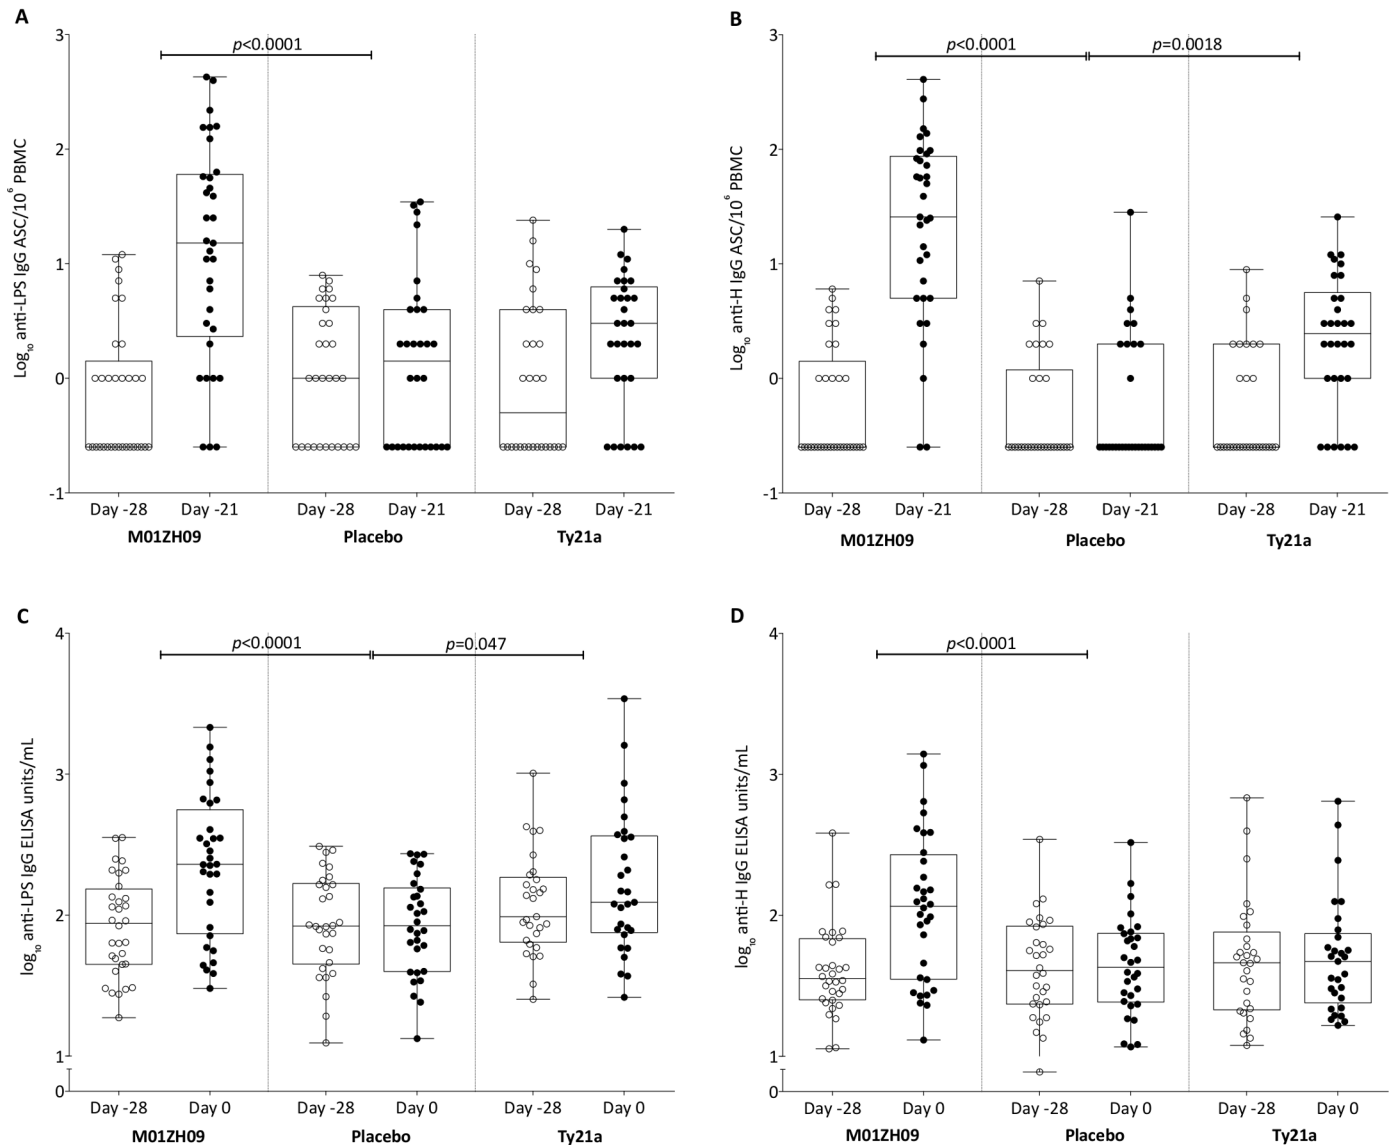 A
3
2
1
0
-1
Log₁₀ anti-LPS IgG ASC/10⁶ PBMC
p<0.0001
Day -28 Day -21 Day -28 Day -21 Day -28 Day -21
M01ZH09 Placebo Ty21a
B
3
2
1
0
-1
Log₁₀ anti-H IgG ASC/10⁶ PBMC
p<0.0001 p=0.0018
Day -28 Day -21 Day -28 Day -21 Day -28 Day -21
M01ZH09 Placebo Ty21a
C
4
3
2
1
0
log₁₀ anti-LPS IgG ELISA units/mL
p<0.0001 p=0.047
Day -28 Day 0 Day -28 Day 0 Day -28 Day 0
M01ZH09 Placebo Ty21a
D
4
3
2
1
0
log₁₀ anti-H IgG ELISA units/mL
p<0.0001
Day -28 Day 0 Day -28 Day 0 Day -28 Day 0
M01ZH09 Placebo Ty21a